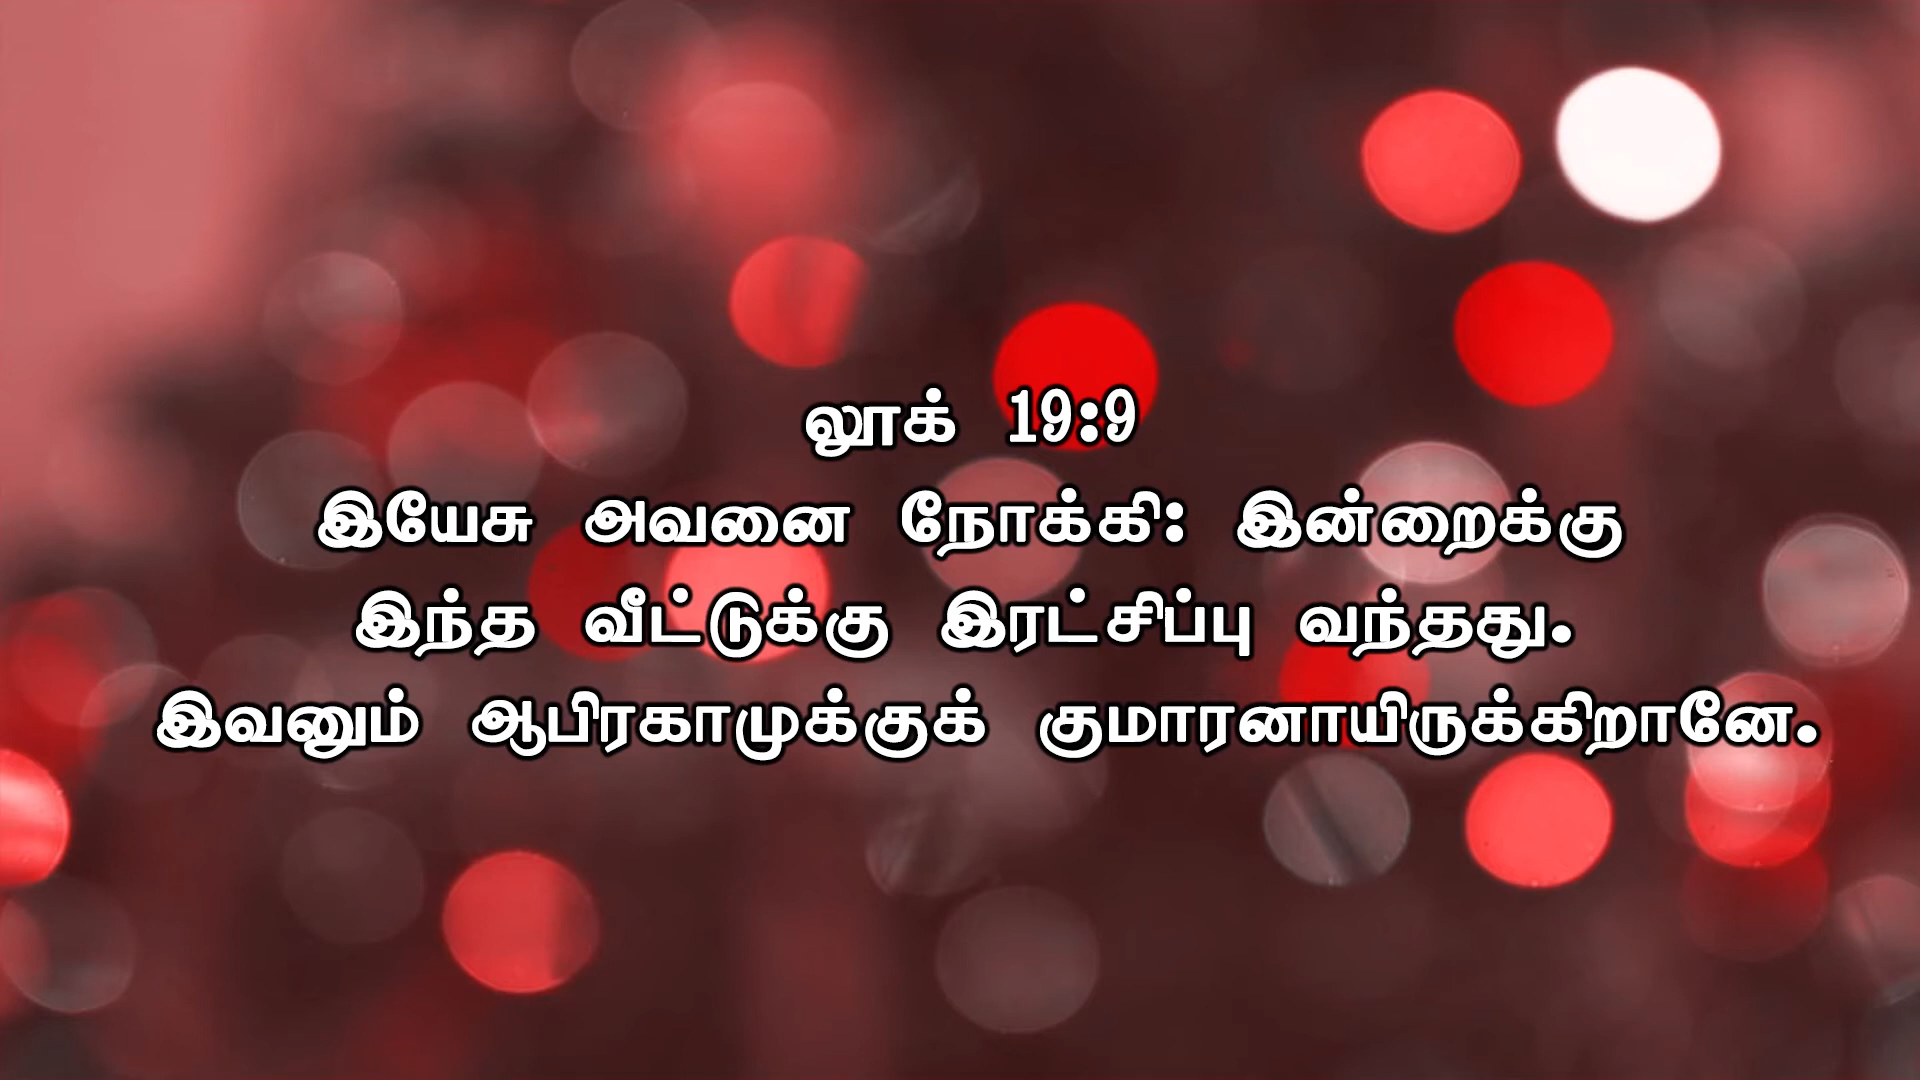 லூக் 19:9
இயேசு அவனை நோக்கி: இன்றைக்கு
இந்த வீட்டுக்கு இரட்சிப்பு வந்தது.
இவனும் ஆபிரகாமுக்குக் குமாரனாயிருக்கிறானே.